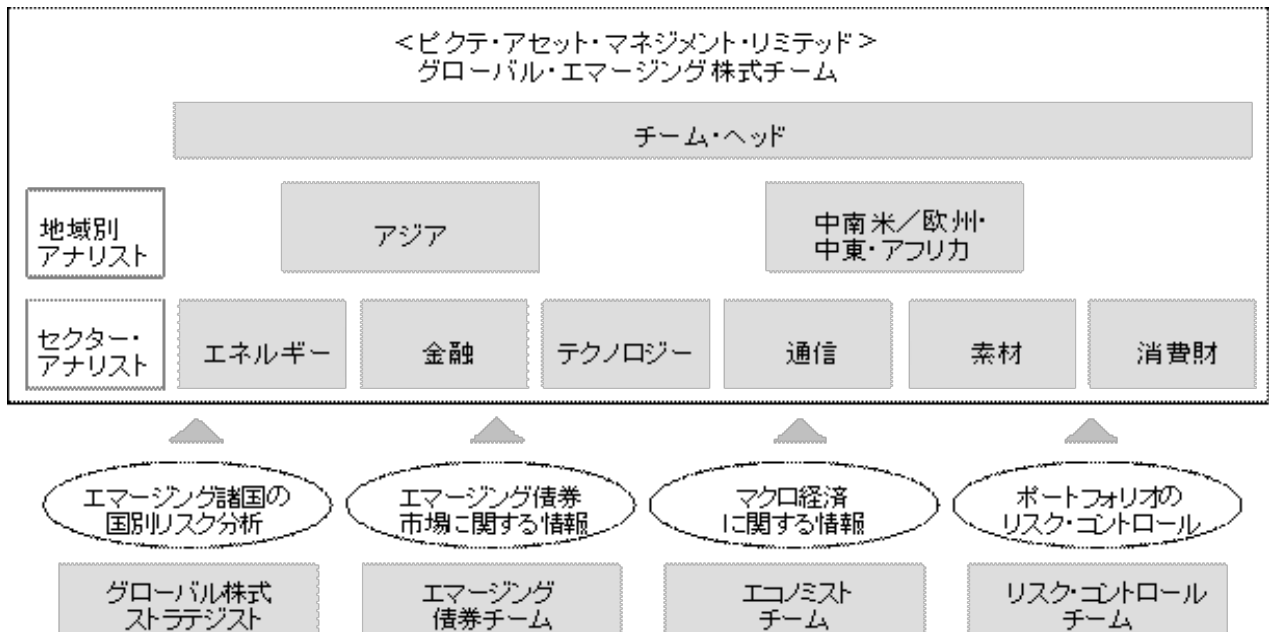 ＜ピクテ・アセット・マネジメント・リミテッド＞
グローバル・エマージング株式チーム
チーム・ヘッド
地域別
アナリスト
アジア
中南米／欧州・
中東・アフリカ
セクター・
アナリスト
エネルギー
金融
テクノロジー
通信
素材
消費財
エマージング諸国の
国別リスク分析
エマージング債券
市場に関する情報
マクロ経済
に関する情報
ポートフォリオの
リスク・コントロール
グローバル株式
ストラテジスト
エマージング
債券チーム
エコノミスト
チーム
リスク・コントロール
チーム